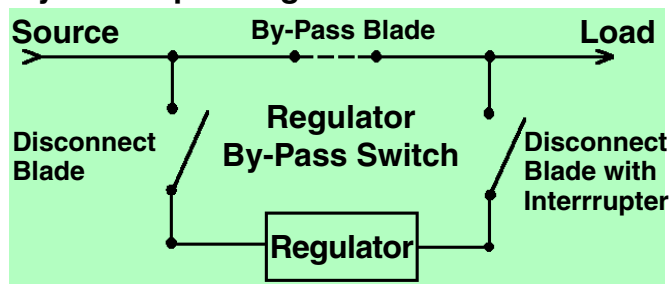 Source
By-Pass Blade
Load
Regulator
By-Pass Switch
Disconnect
Blade
Disconnect
Blade with
Interrrupter
Regulator